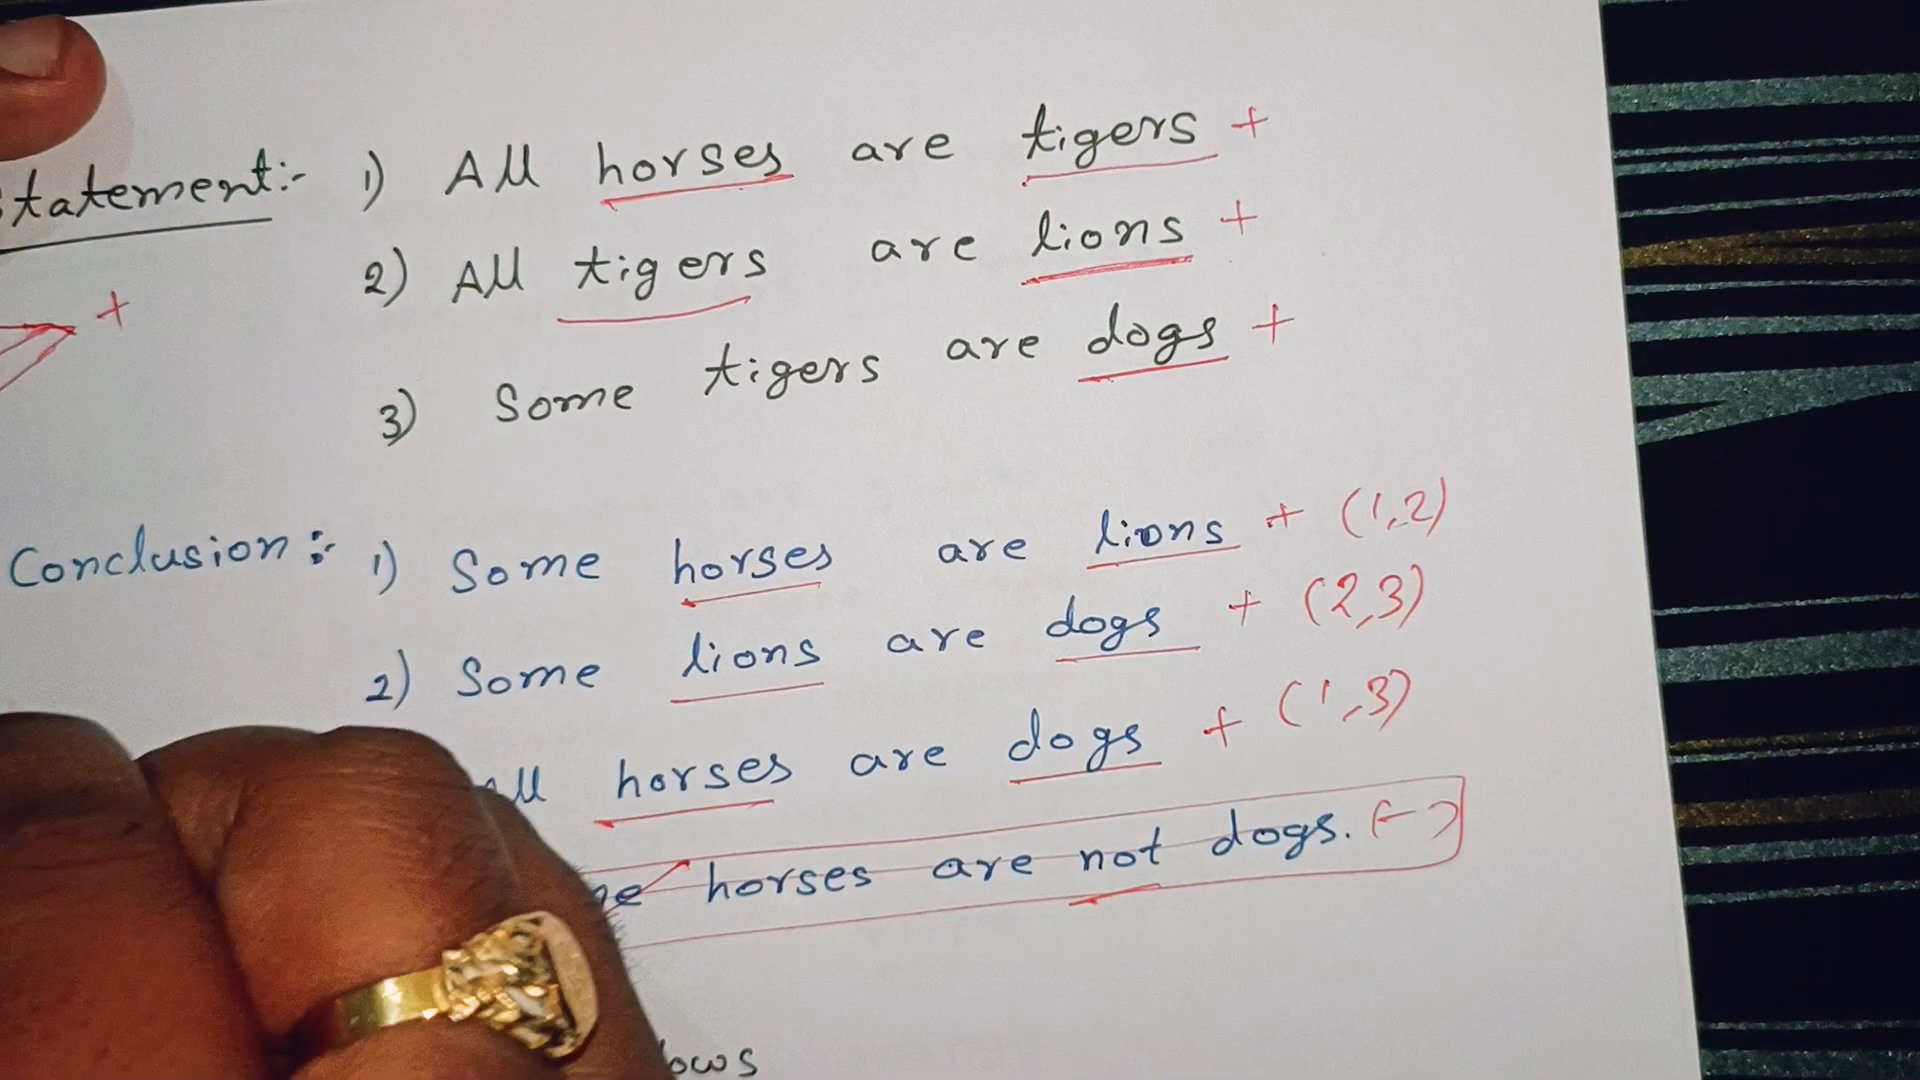 Statement:- 1) All horses are tigers +
2) All tigers are lions +
+
3) Some tigers are dogs +
Conclusion :- 1) Some horses are lions + (1,2)
2) Some lions are dogs + (2,3)
All horses are dogs + (1,3)
horses are not dogs. (-)